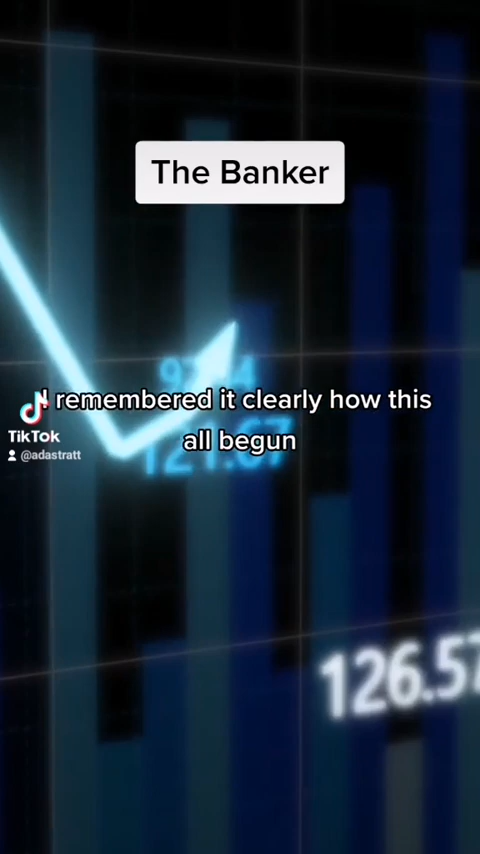 The Banker
I remembered it clearly how this
all begun
TikTok
@adastratt
126.57